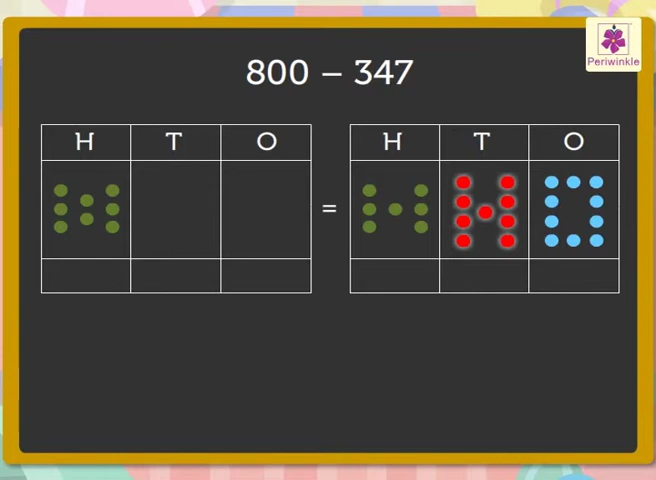 Periwinkle
800 – 347
H T O
=
H T O